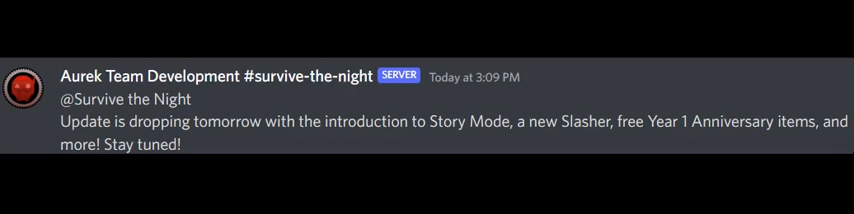 Aurek Team Development #survive-the-night SERVER Today at 3:09 PM
@Survive the Night
Update is dropping tomorrow with the introduction to Story Mode, a new Slasher, free Year 1 Anniversary items, and
more! Stay tuned!